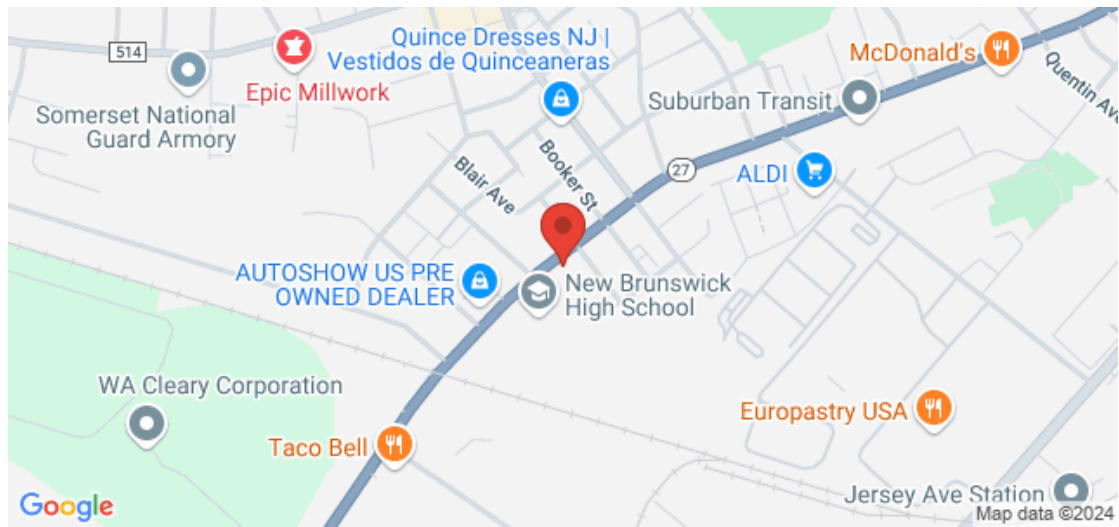 514
Quince Dresses NJ |
Vestidos de Quinceaneras
McDonald's
Quentin Ave
Epic Millwork
Suburban Transit
Somerset National
Guard Armory
Booker St
Blair Ave
27
ALDI
AUTOSHOW US PRE
OWNED DEALER
New Brunswick
High School
WA Cleary Corporation
Europastry USA
Taco Bell
Jersey Ave Station
Google
Map data ©2024